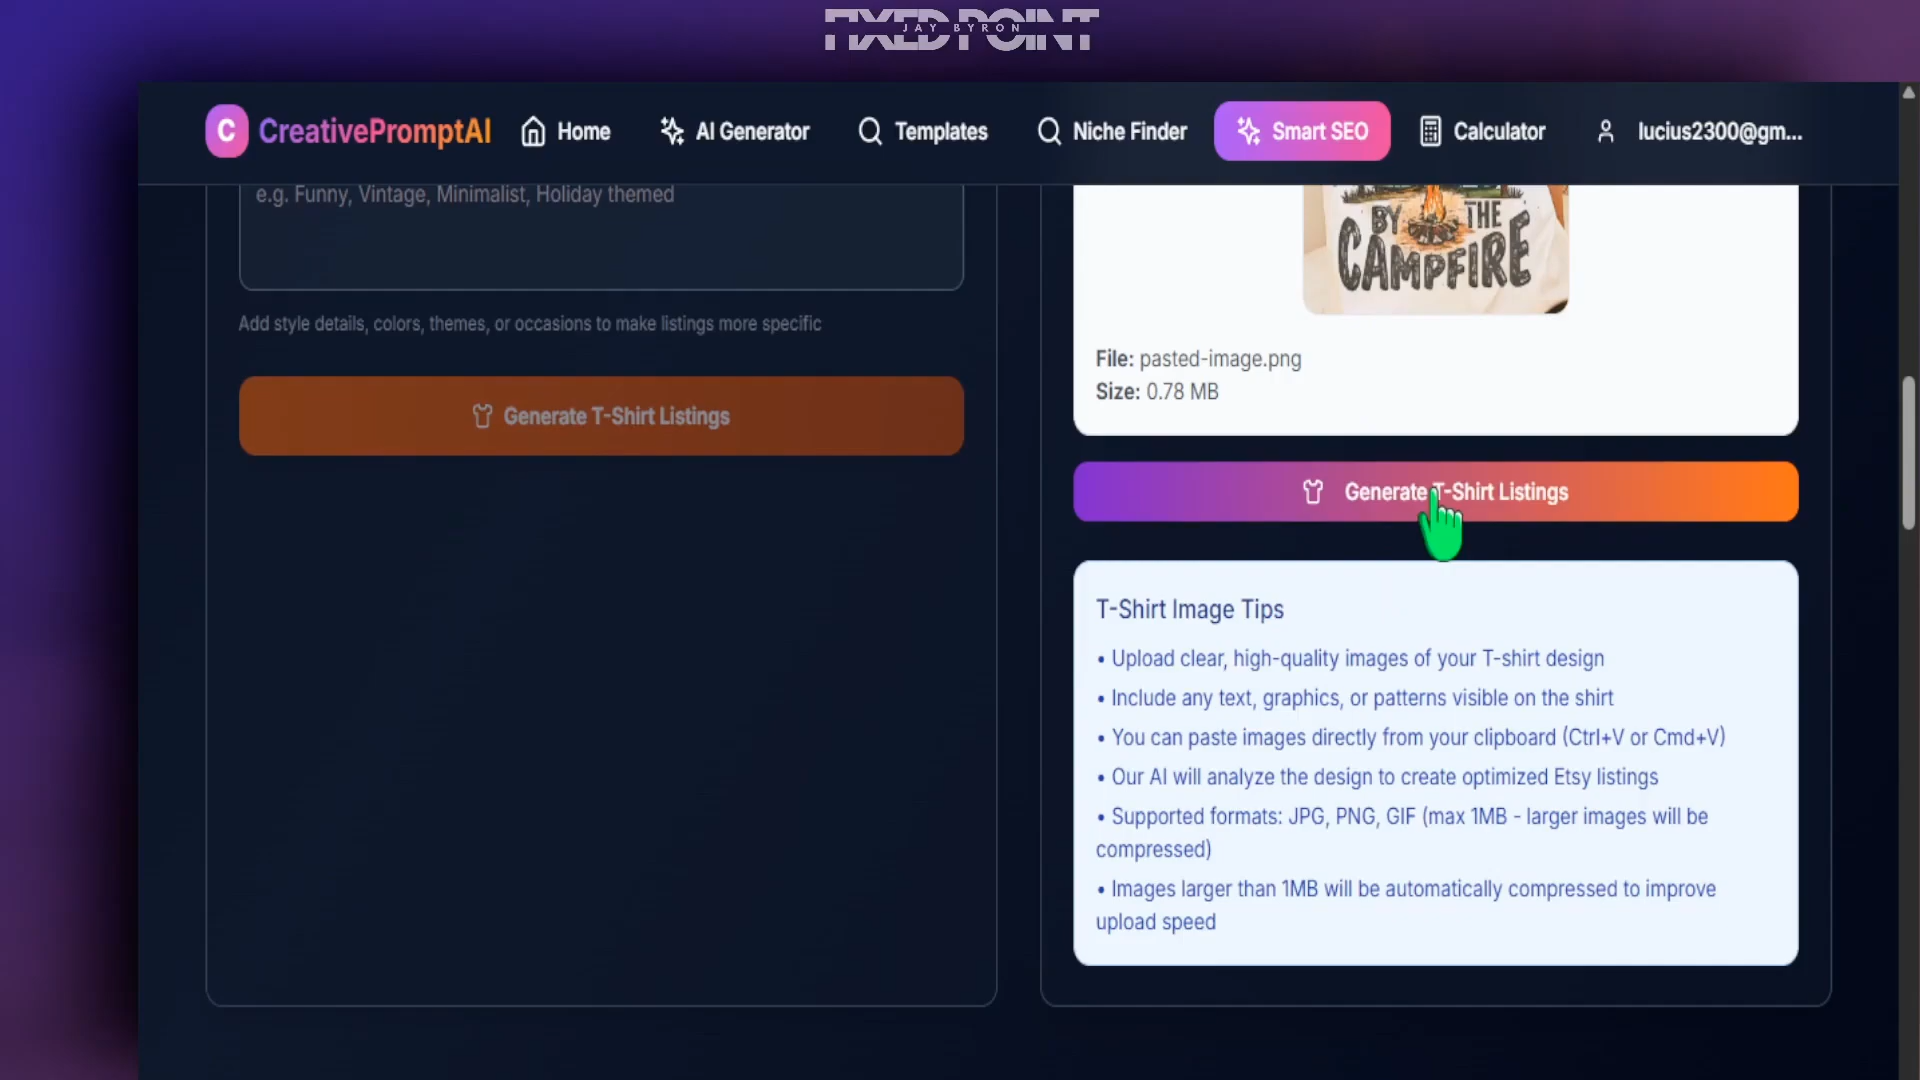 FIXED POINT
JAY BYRON
C CreativePromptAI
Home
AI Generator
Templates
Niche Finder
Smart SEO
Calculator
lucius2300@gm...
e.g. Funny, Vintage, Minimalist, Holiday themed
Add style details, colors, themes, or occasions to make listings more specific
Generate T-Shirt Listings
BY THE
CAMPFIRE
File: pasted-image.png
Size: 0.78 MB
Generate T-Shirt Listings
T-Shirt Image Tips
• Upload clear, high-quality images of your T-shirt design
• Include any text, graphics, or patterns visible on the shirt
• You can paste images directly from your clipboard (Ctrl+V or Cmd+V)
• Our AI will analyze the design to create optimized Etsy listings
• Supported formats: JPG, PNG, GIF (max 1MB - larger images will be
compressed)
• Images larger than 1MB will be automatically compressed to improve
upload speed